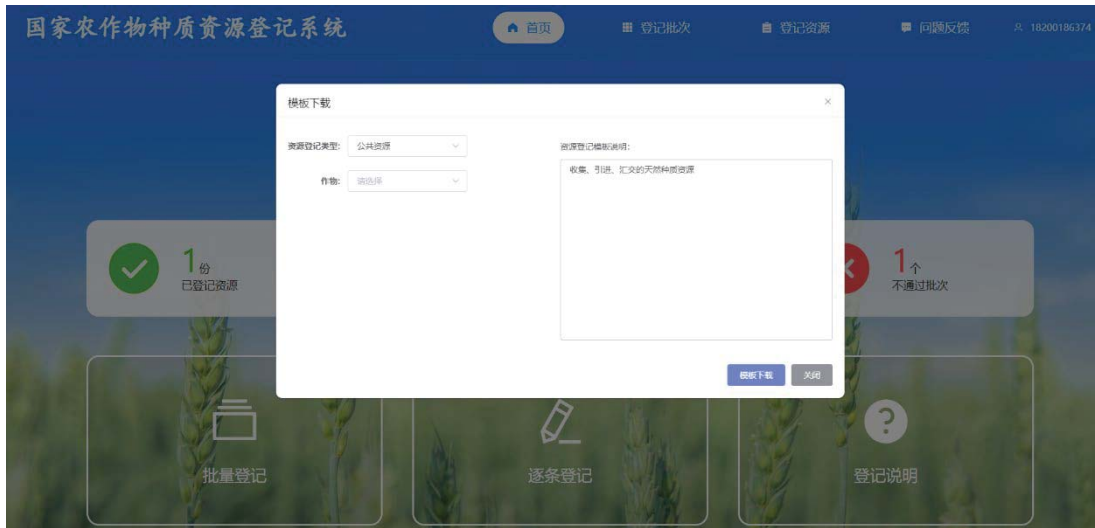 国家农作物种质资源登记系统
首页
登记批次
登记资源
问题反馈
18200186374
模板下载
×
资源登记类型: 公共资源
资源登记模板说明:
作物: 请选择
收集、引进、汇交的天然种质资源
1份
已登记资源
1个
不通过批次
模板下载
关闭
批量登记
逐条登记
?
登记说明